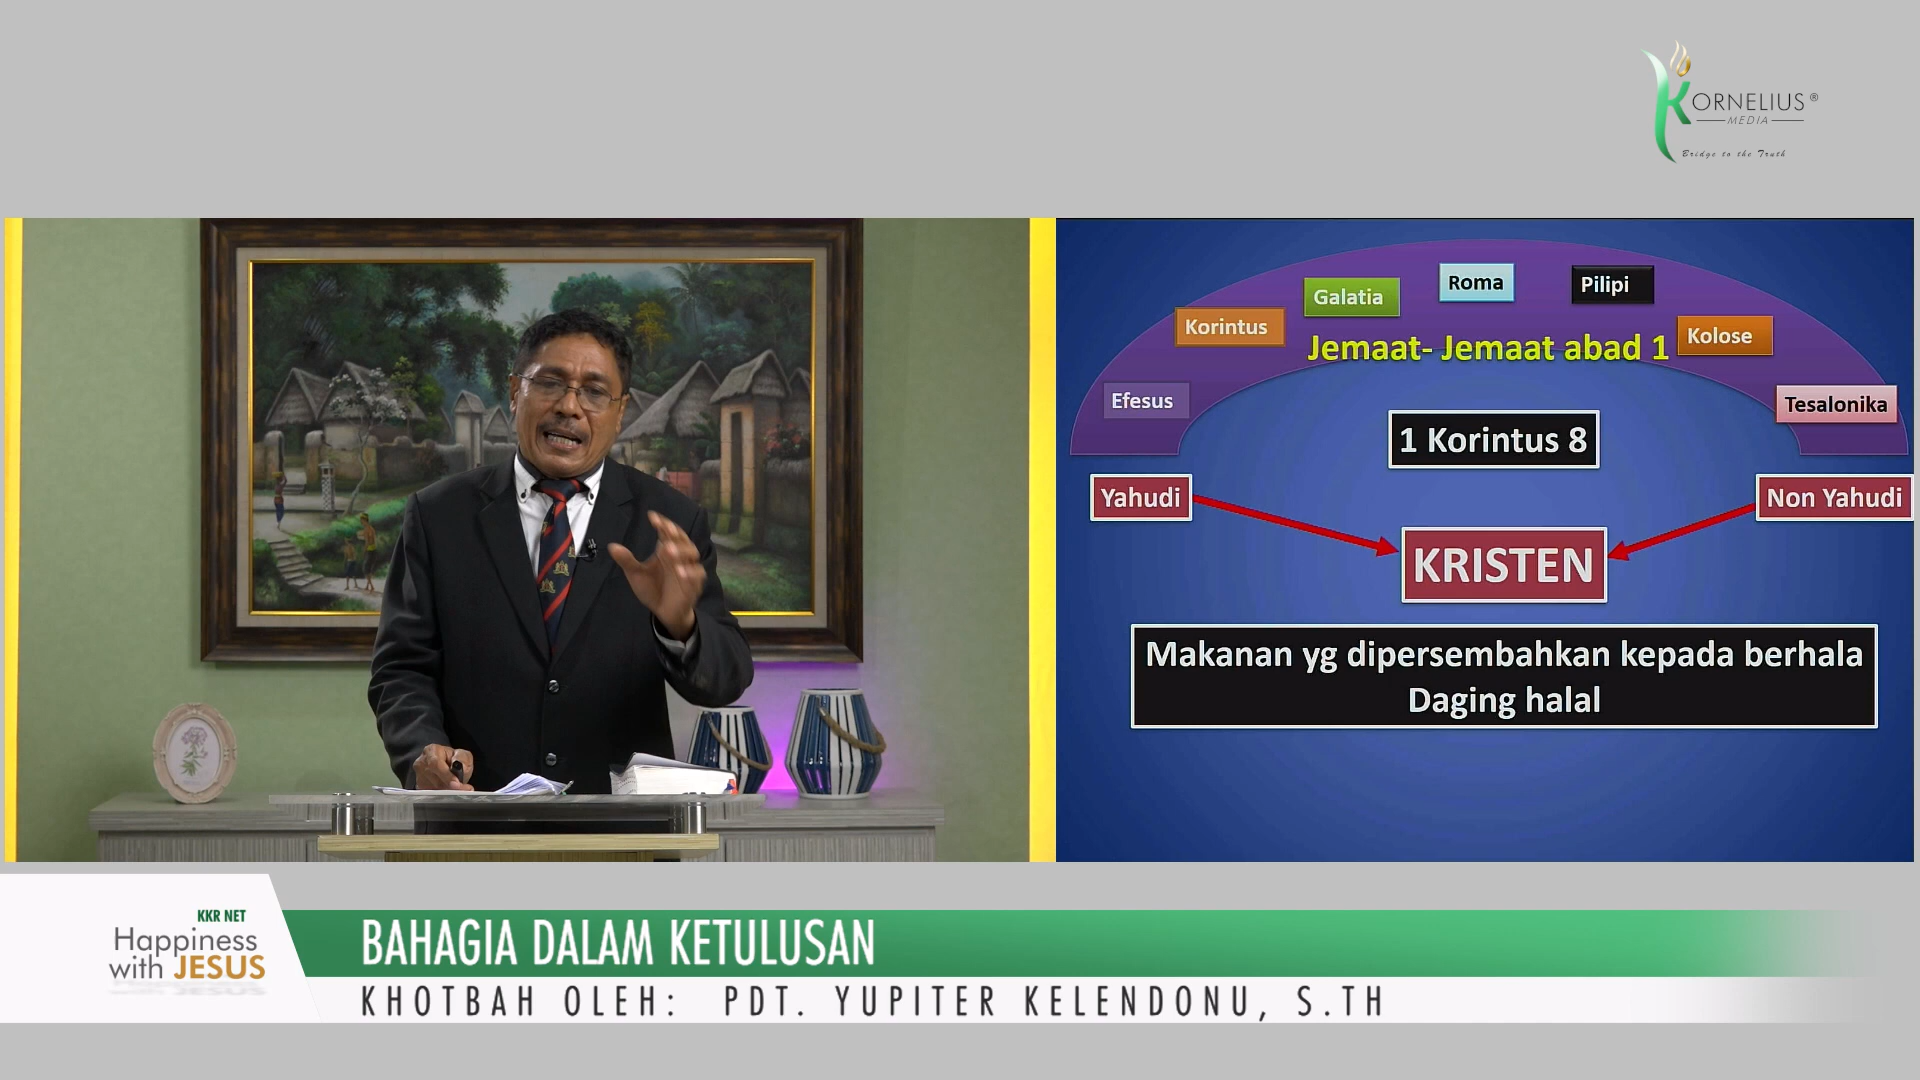 KORNELIUS®
MEDIA
Bridge to the Truth
Galatia
Roma
Pilipi
Korintus
Kolose
Jemaat- Jemaat abad 1
Efesus
Tesalonika
1 Korintus 8
Yahudi
Non Yahudi
KRISTEN
Makanan yg dipersembahkan kepada berhala
Daging halal
KKR NET
Happiness
with JESUS
BAHAGIA DALAM KETULUSAN
KHOTBAH OLEH: PDT. YUPITER KELENDONU, S.TH